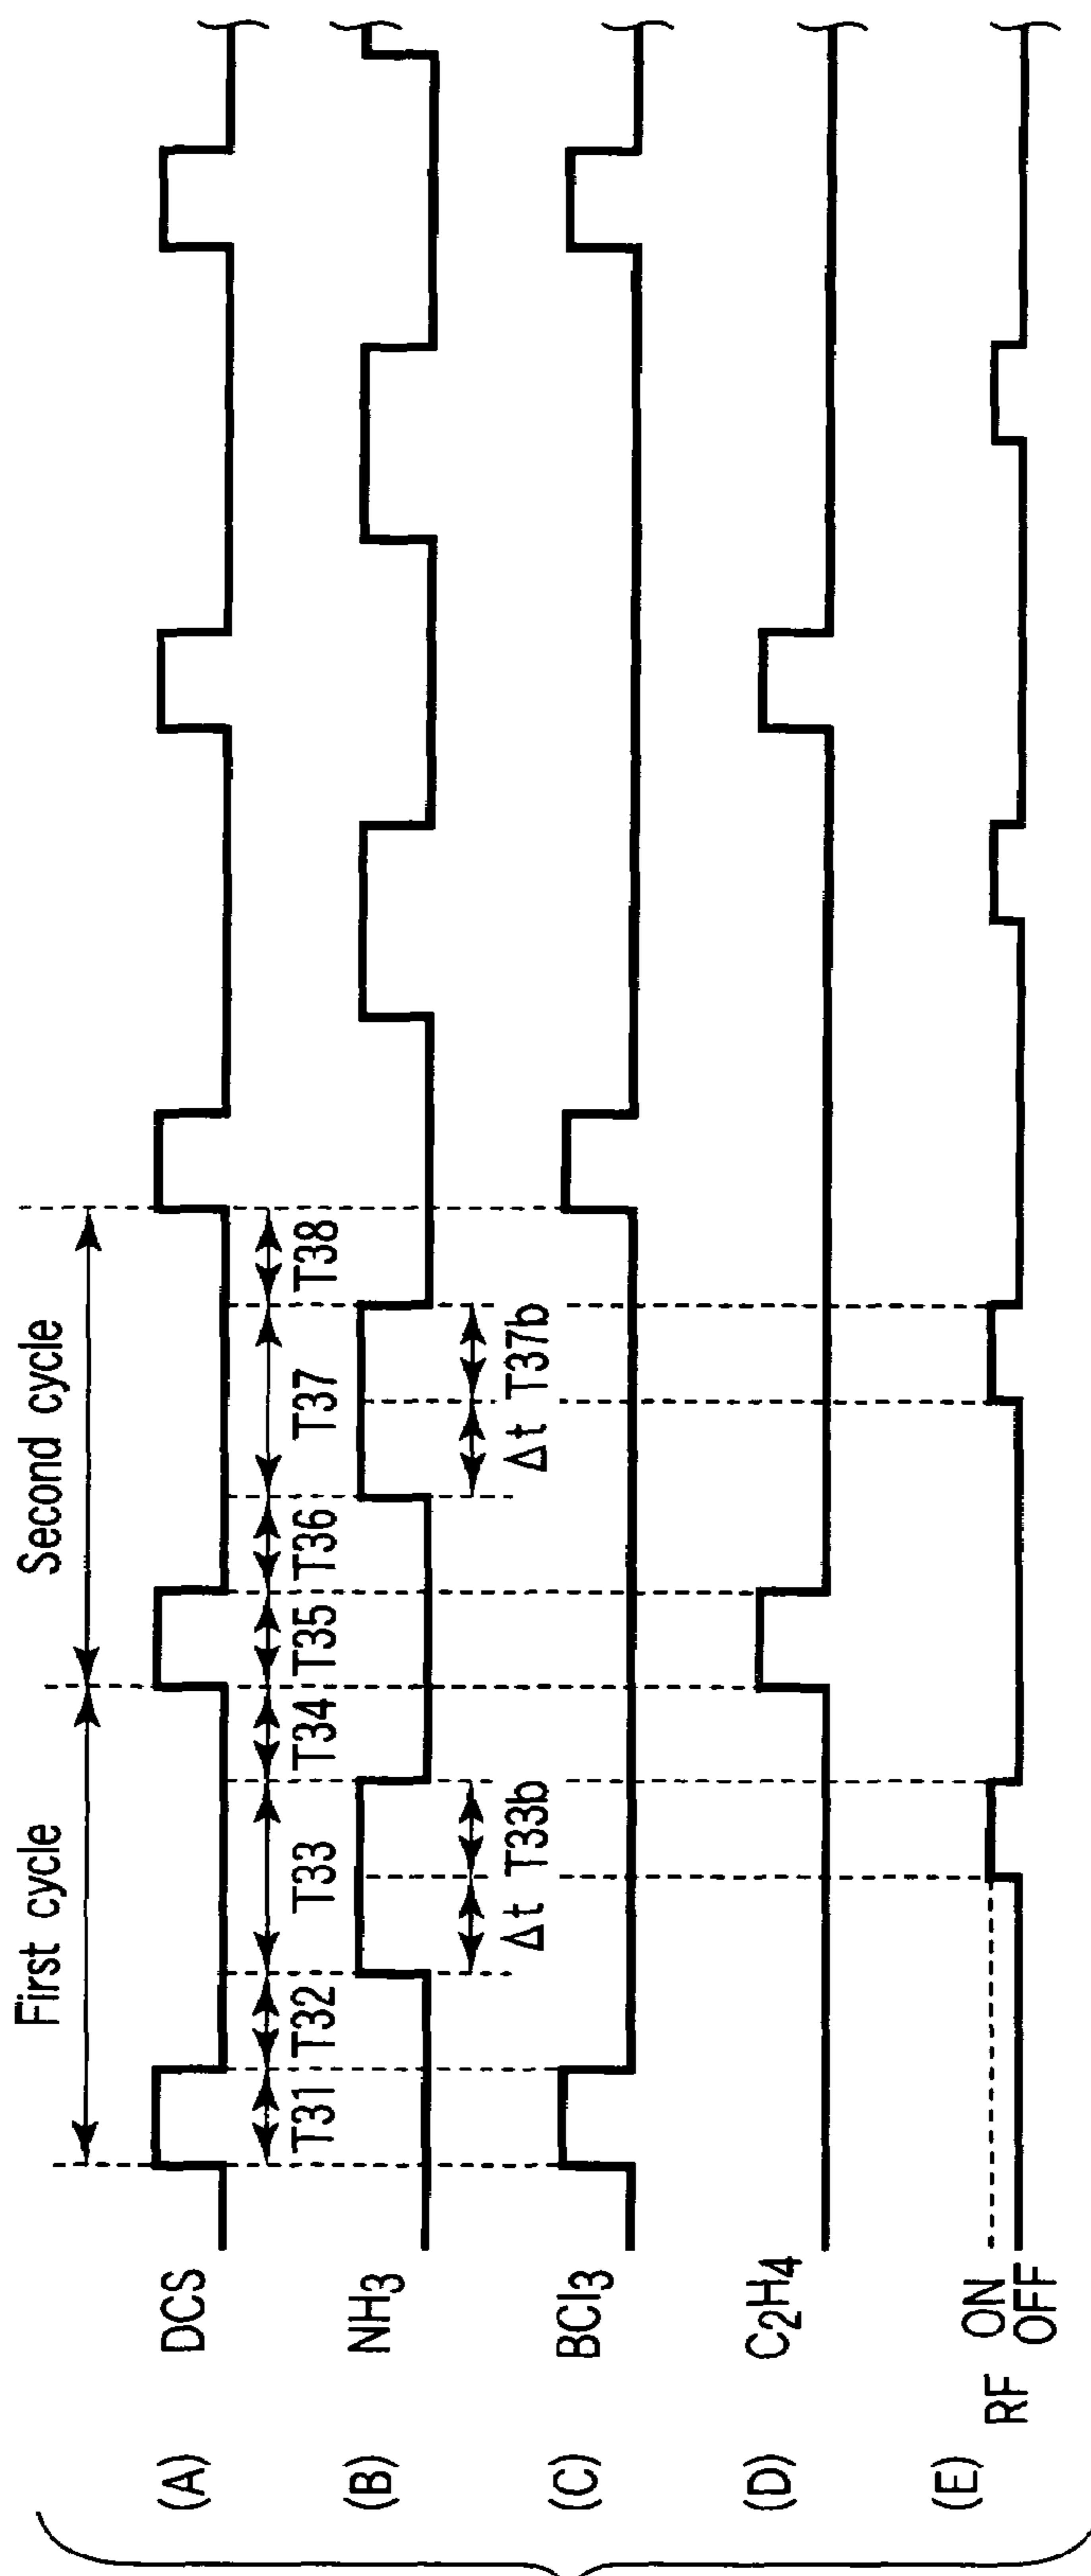 First cycle
Second cycle
(A) DCS
T31 T32 T33 T34 T35 T36 T37 T38
(B) NH3
Δt T33b Δt T37b
(C) BCl3
(D) C2H4
(E) RF ON
OFF